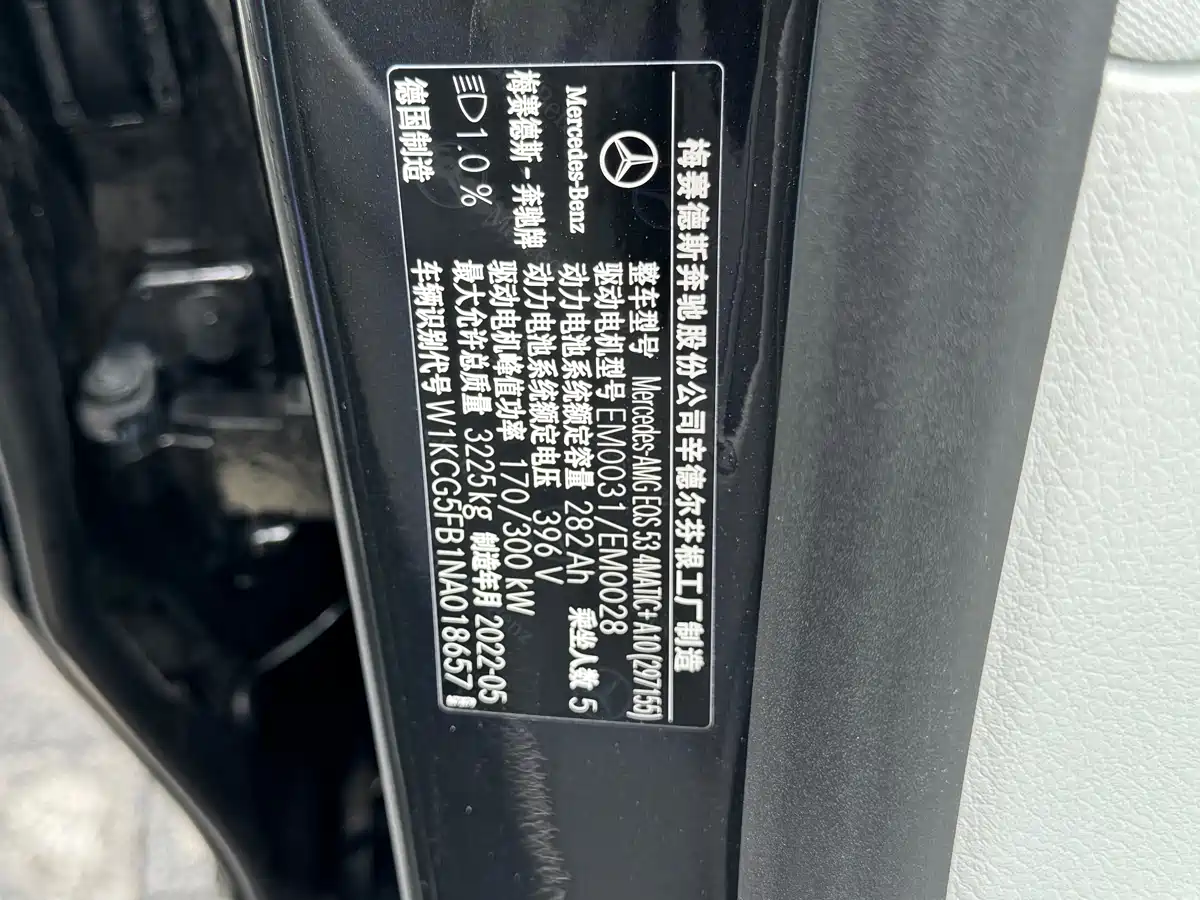 梅赛德斯奔驰股份公司辛德尔芬根工厂制造
Mercedes-Benz
梅赛德斯-奔驰牌
1.0%
德国制造
整车型号 Mercedes-AMG EQS 53 4MATIC+ A10(297155)
驱动电机型号 EM0031/EM0028
动力电池系统额定容量 282Ah 乘坐人数 5
动力电池系统额定电压 396V
驱动电机峰值功率 170/300 kW
最大允许总质量 3225kg 制造年月 2022-05
车辆识别代号 W1KCG5FB1NA018657